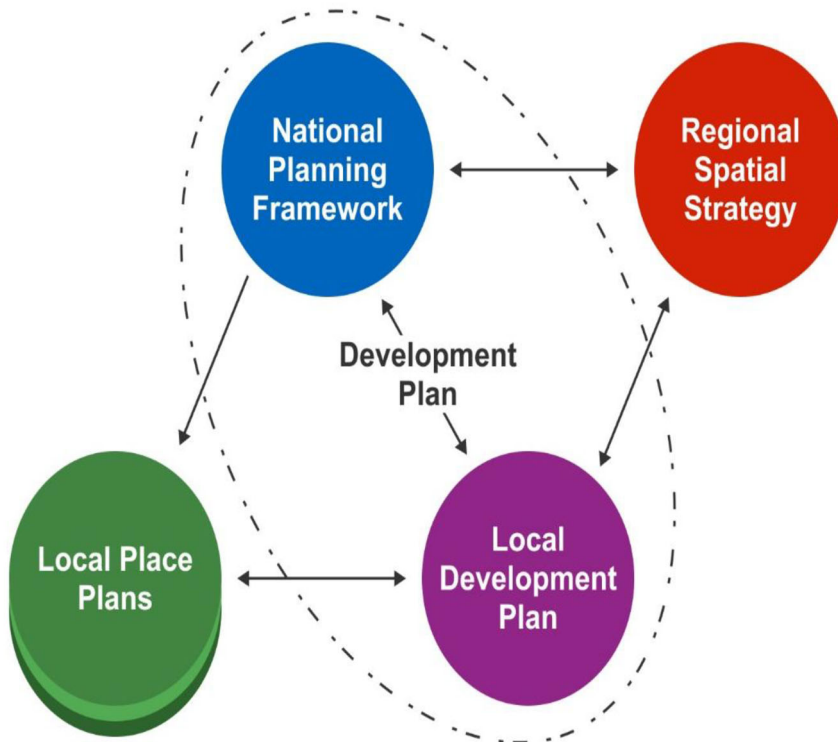 National
Planning
Framework
Regional
Spatial
Strategy
Development
Plan
Local Place
Plans
Local
Development
Plan